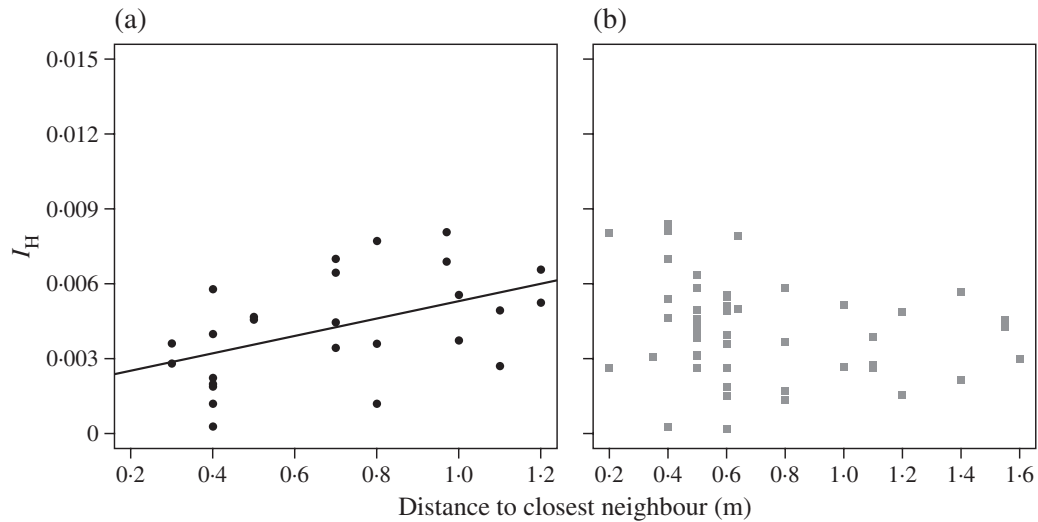 (a)
(b)
0·015
0·012
0·009
0·006
0·003
0
I_H
0·2 0·4 0·6 0·8 1·0 1·2
0·2 0·4 0·6 0·8 1·0 1·2 1·4 1·6
Distance to closest neighbour (m)